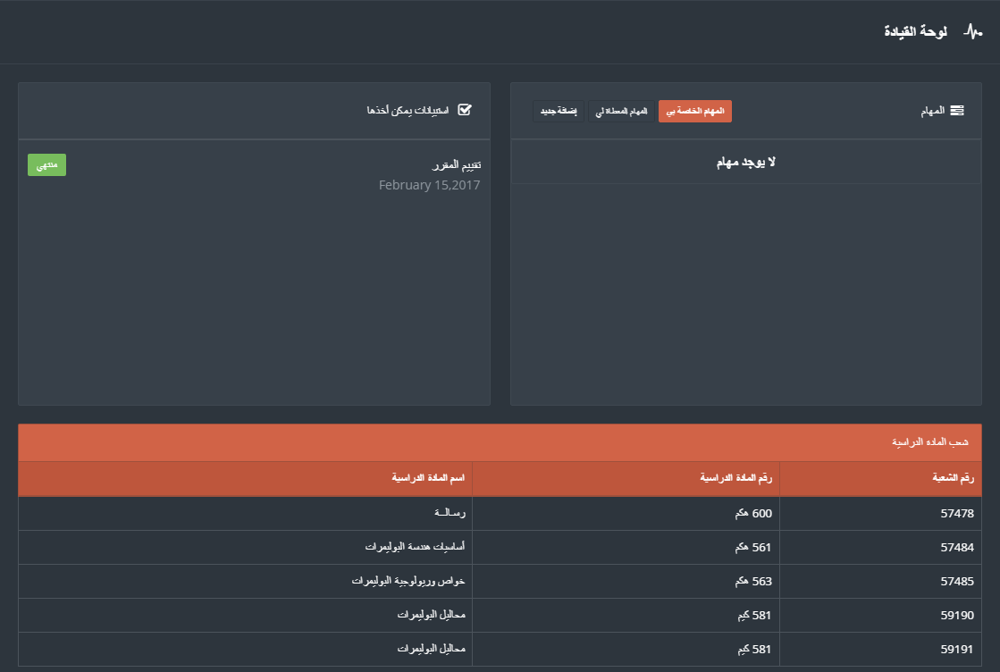 لوحة القيادة
المهام
المهام الخاصة بي
المهام المعطاة لي
إضافة جديد
لا يوجد مهام
استبيانات يمكن أخذها
تقييم المقرر
منتهي
February 15,2017
شعب الماده الدراسية
رقم الشعبة رقم المادة الدراسية اسم المادة الدراسية
57478 600 هكم رسـالــة
57484 561 هكم أساسيات هندسة البوليمرات
57485 563 هكم خواص وريولوجية البوليمرات
59190 581 كيم محاليل البوليمرات
59191 581 كيم محاليل البوليمرات